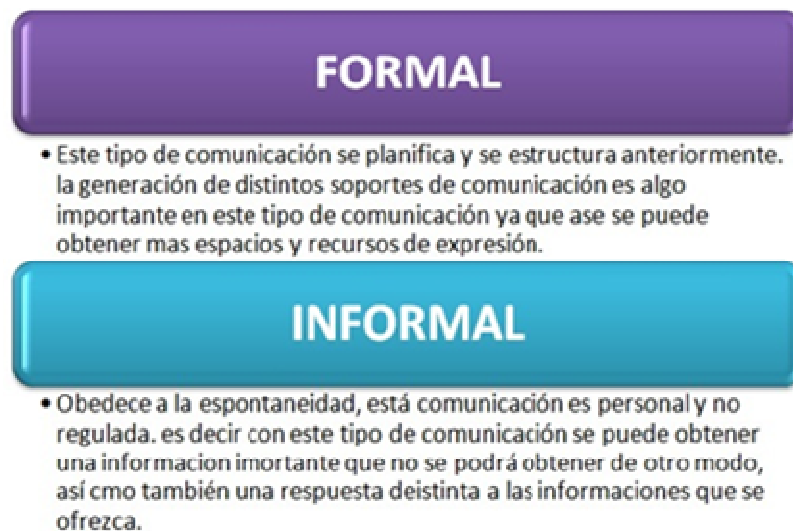 FORMAL
• Este tipo de comunicación se planifica y se estructura anteriormente.
la generación de distintos soportes de comunicación es algo
importante en este tipo de comunicación ya que ase se puede
obtener mas espacios y recursos de expresión.
INFORMAL
• Obedece a la espontaneidad, está comunicación es personal y no
regulada. es decir con este tipo de comunicación se puede obtener
una informacion imortante que no se podrá obtener de otro modo,
así cmo también una respuesta deistinta a las informaciones que se
ofrezca.